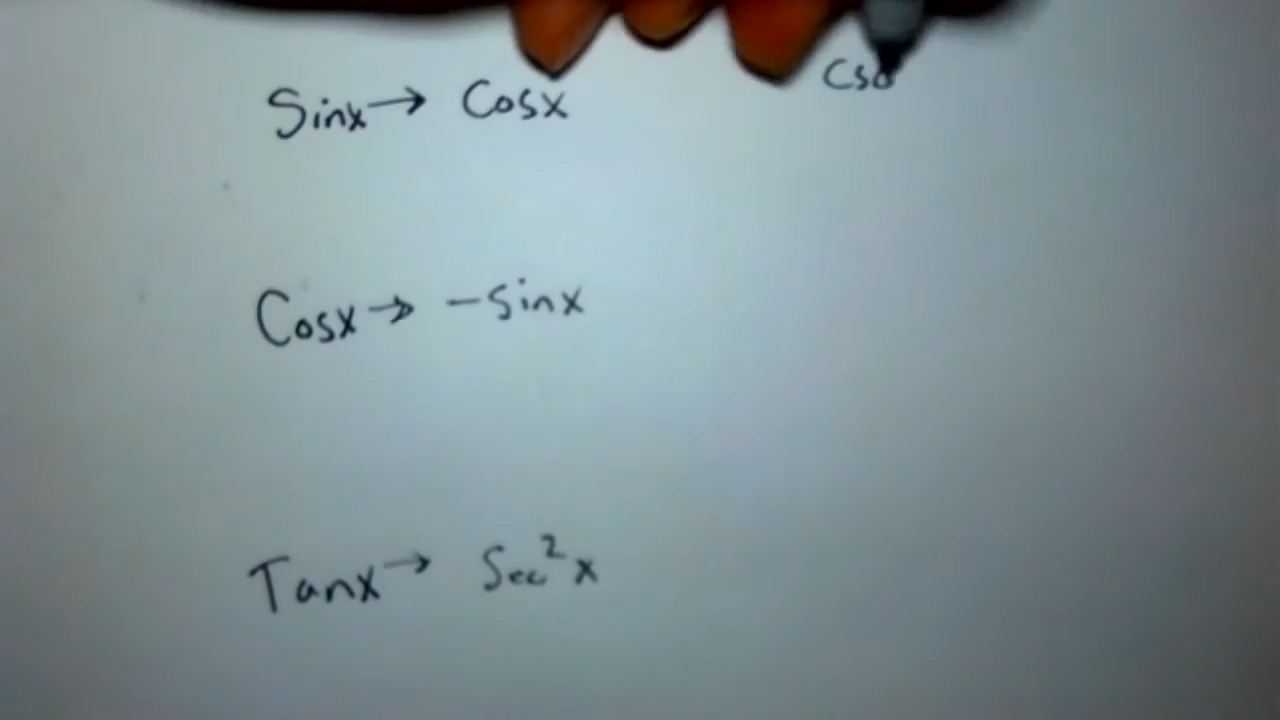 Sinx → Cosx
Cosx → -sinx
Tanx → Sec²x